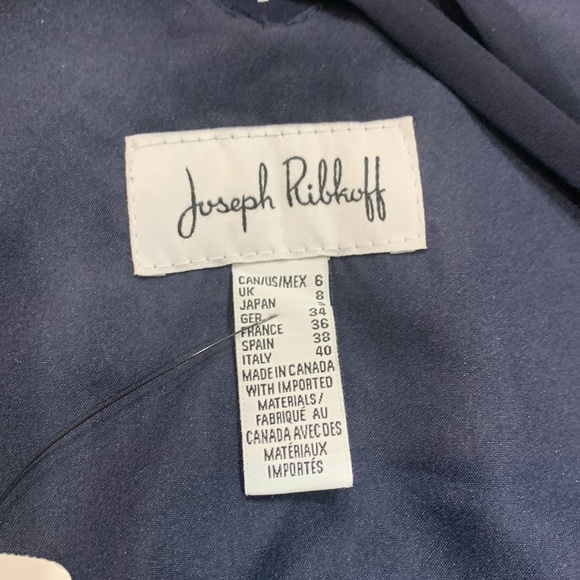 Joseph Ribkoff
CAN/US/MEX 6
UK 8
JAPAN
GER 34
FRANCE 36
SPAIN 38
ITALY 40
MADE IN CANADA
WITH IMPORTED
MATERIALS/
FABRIQUÉ AU
CANADA AVEC DES
MATÉRIAUX
IMPORTÉS